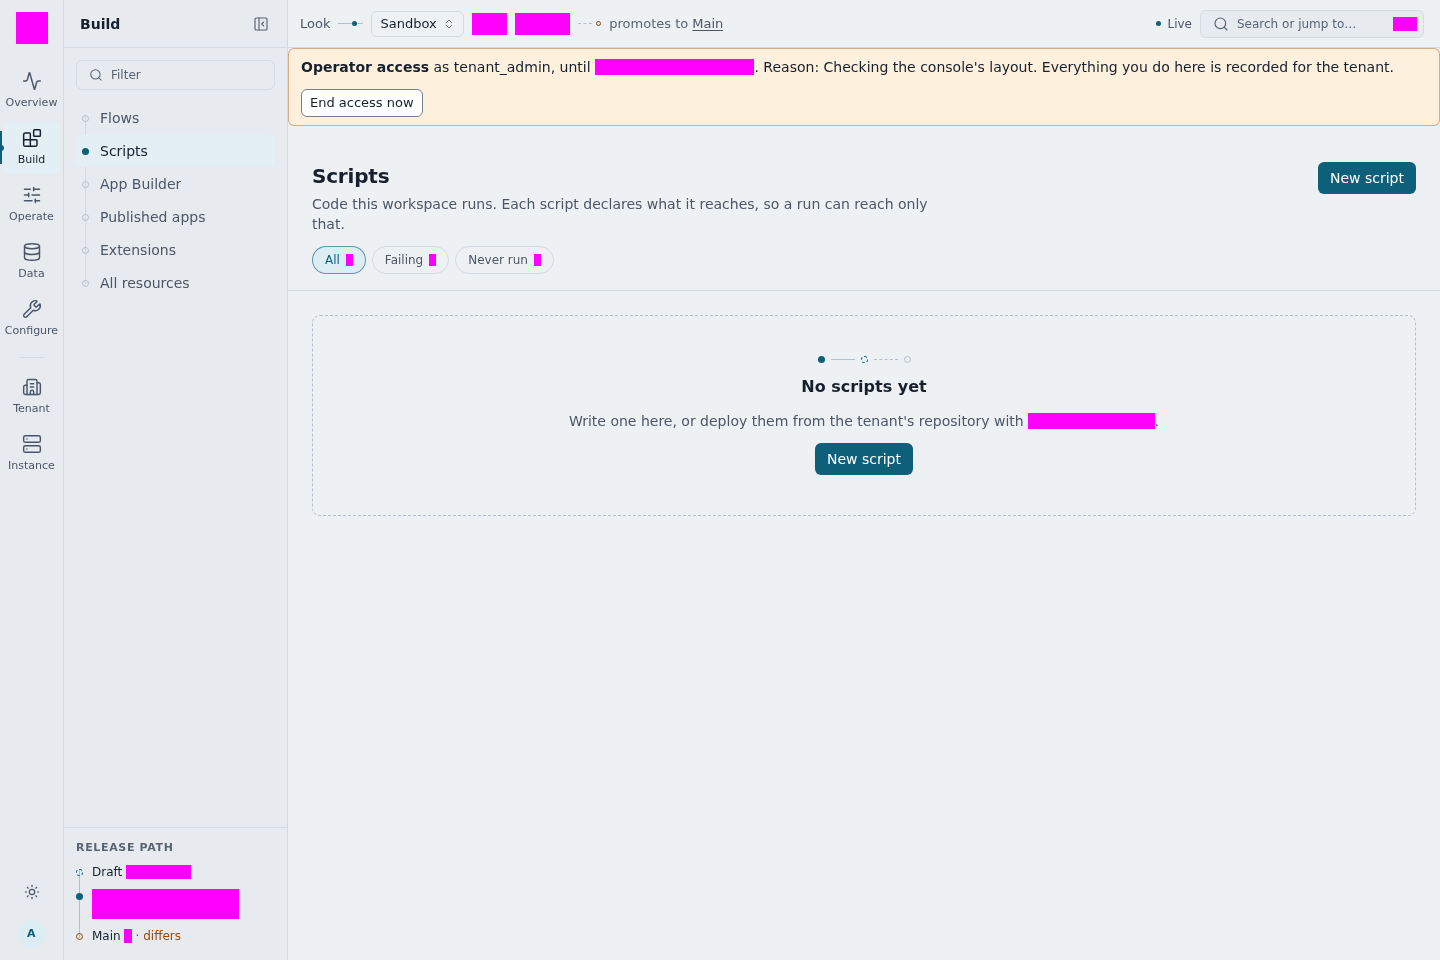 Build
Look
Sandbox
promotes to Main
Live
Search or jump to...
Operator access as tenant_admin, until . Reason: Checking the console's layout. Everything you do here is recorded for the tenant.
End access now
Filter
Overview
Build
Operate
Data
Configure
Tenant
Instance
Flows
Scripts
App Builder
Published apps
Extensions
All resources
Scripts
New script
Code this workspace runs. Each script declares what it reaches, so a run can reach only
that.
All
Failing
Never run
No scripts yet
Write one here, or deploy them from the tenant's repository with .
New script
RELEASE PATH
Draft
Main · differs
A